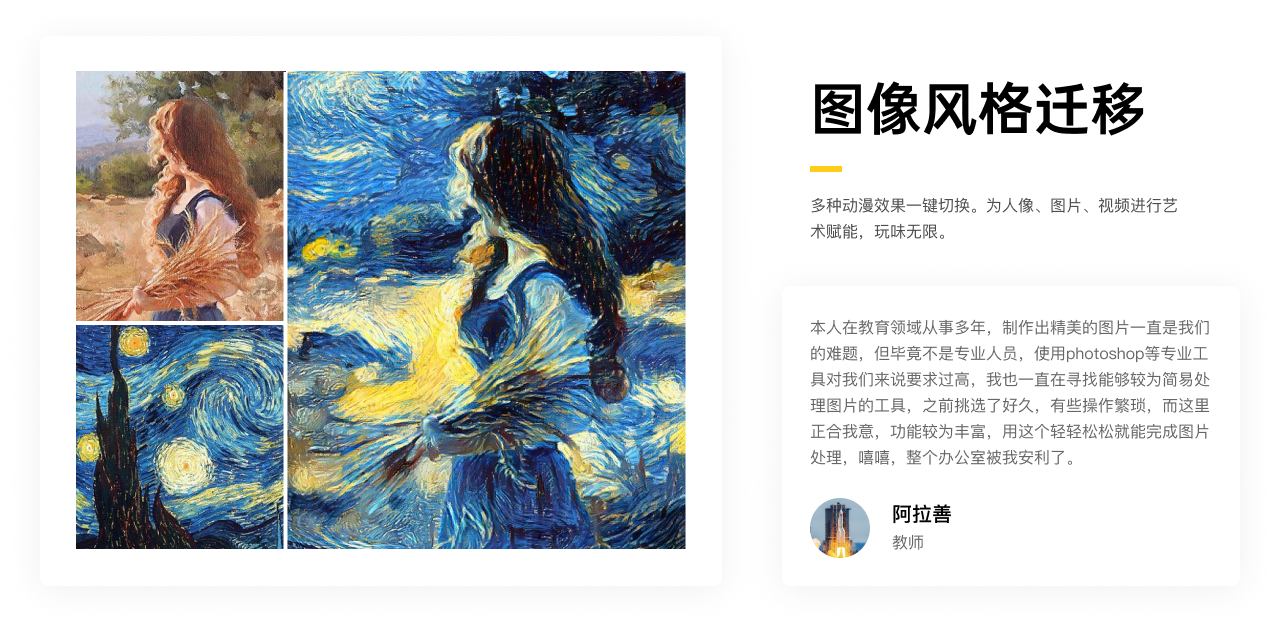 图像风格迁移
多种动漫效果一键切换。为人像、图片、视频进行艺
术赋能，玩味无限。
本人在教育领域从事多年，制作出精美的图片一直是我们
的难题，但毕竟不是专业人员，使用photoshop等专业工
具对我们来说要求过高，我也一直在寻找能够较为简易处
理图片的工具，之前挑选了好久，有些操作繁琐，而这里
正合我意，功能较为丰富，用这个轻轻松松就能完成图片
处理，嘻嘻，整个办公室被我安利了。
阿拉善
教师